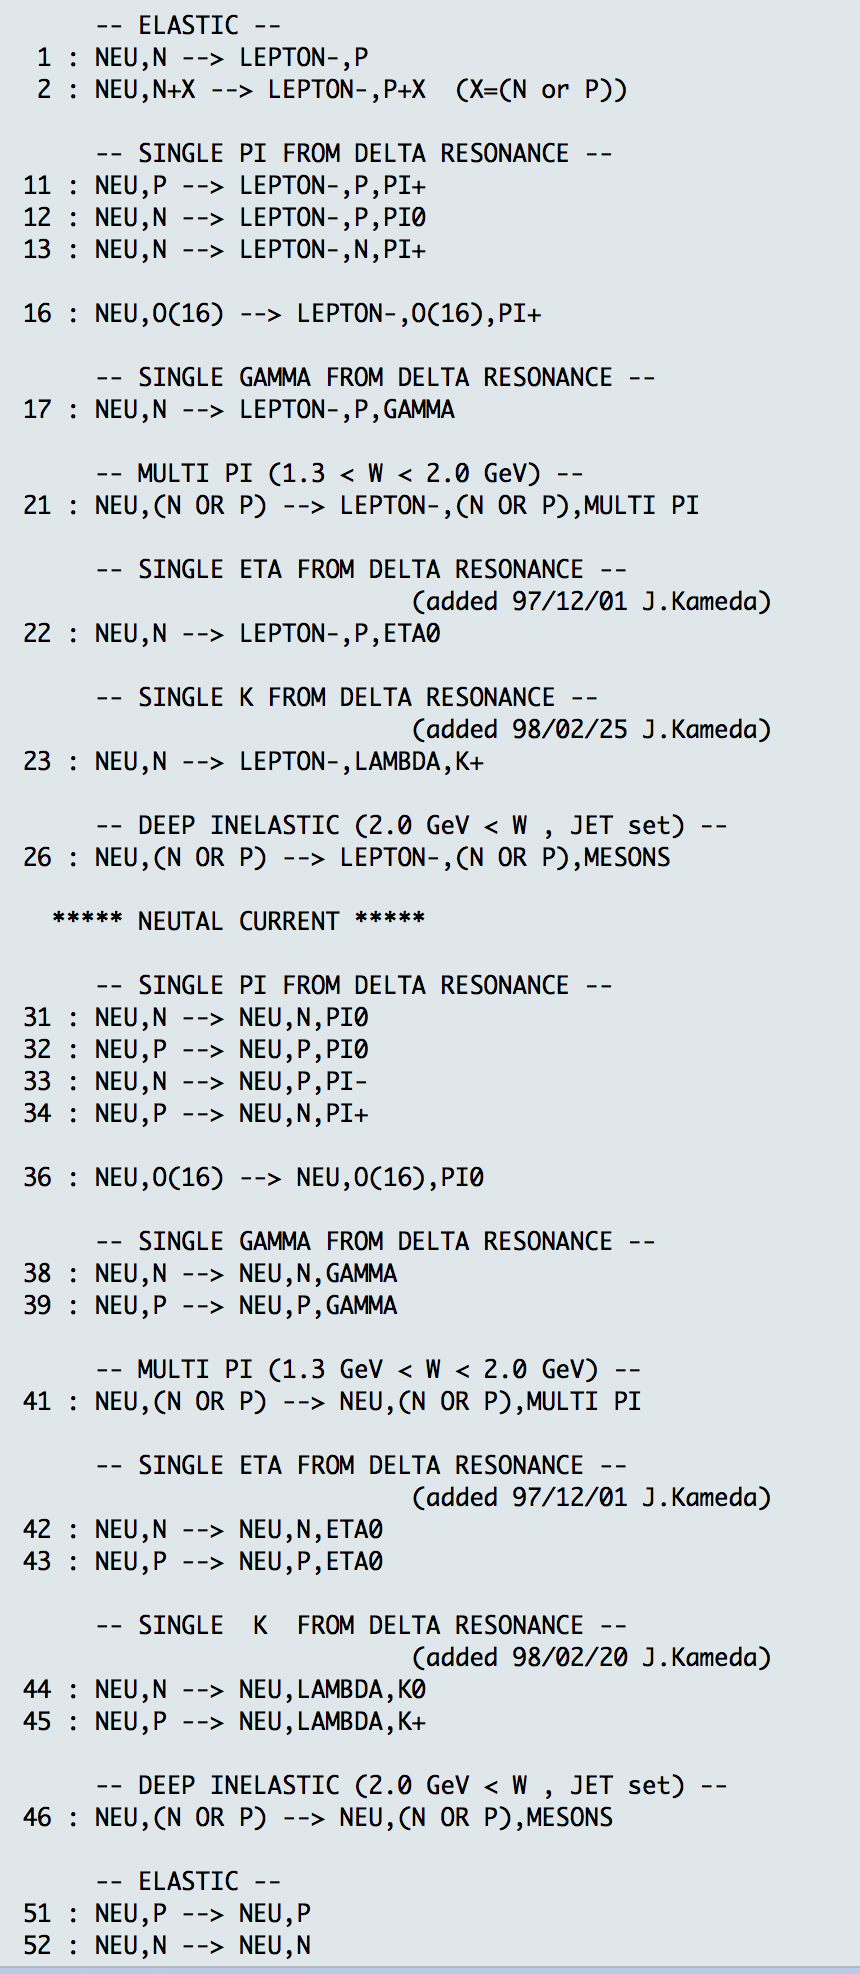 -- ELASTIC --
1 : NEU,N --> LEPTON-,P
2 : NEU,N+X --> LEPTON-,P+X (X=(N or P))
-- SINGLE PI FROM DELTA RESONANCE --
11 : NEU,P --> LEPTON-,P,PI+
12 : NEU,N --> LEPTON-,P,PI0
13 : NEU,N --> LEPTON-,N,PI+
16 : NEU,O(16) --> LEPTON-,O(16),PI+
-- SINGLE GAMMA FROM DELTA RESONANCE --
17 : NEU,N --> LEPTON-,P,GAMMA
-- MULTI PI (1.3 < W < 2.0 GeV) --
21 : NEU,(N OR P) --> LEPTON-,(N OR P),MULTI PI
-- SINGLE ETA FROM DELTA RESONANCE --
(added 97/12/01 J.Kameda)
22 : NEU,N --> LEPTON-,P,ETA0
-- SINGLE K FROM DELTA RESONANCE --
(added 98/02/25 J.Kameda)
23 : NEU,N --> LEPTON-,LAMBDA,K+
-- DEEP INELASTIC (2.0 GeV < W , JET set) --
26 : NEU,(N OR P) --> LEPTON-,(N OR P),MESONS
***** NEUTAL CURRENT *****
-- SINGLE PI FROM DELTA RESONANCE --
31 : NEU,N --> NEU,N,PI0
32 : NEU,P --> NEU,P,PI0
33 : NEU,N --> NEU,P,PI-
34 : NEU,P --> NEU,N,PI+
36 : NEU,O(16) --> NEU,O(16),PI0
-- SINGLE GAMMA FROM DELTA RESONANCE --
38 : NEU,N --> NEU,N,GAMMA
39 : NEU,P --> NEU,P,GAMMA
-- MULTI PI (1.3 GeV < W < 2.0 GeV) --
41 : NEU,(N OR P) --> NEU,(N OR P),MULTI PI
-- SINGLE ETA FROM DELTA RESONANCE --
(added 97/12/01 J.Kameda)
42 : NEU,N --> NEU,N,ETA0
43 : NEU,P --> NEU,P,ETA0
-- SINGLE  K  FROM DELTA RESONANCE --
(added 98/02/20 J.Kameda)
44 : NEU,N --> NEU,LAMBDA,K0
45 : NEU,P --> NEU,LAMBDA,K+
-- DEEP INELASTIC (2.0 GeV < W , JET set) --
46 : NEU,(N OR P) --> NEU,(N OR P),MESONS
-- ELASTIC --
51 : NEU,P --> NEU,P
52 : NEU,N --> NEU,N